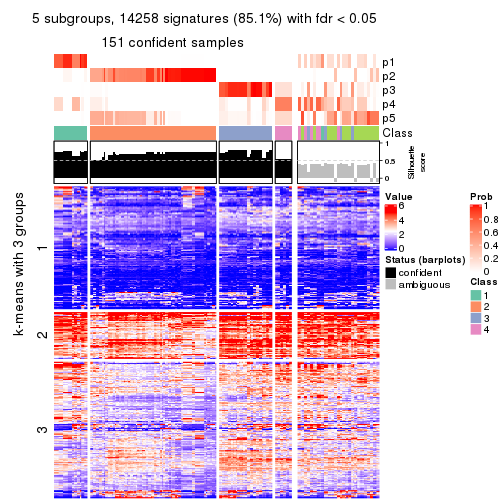 5 subgroups, 14258 signatures (85.1%) with fdr < 0.05
151 confident samples
p1
p2
p3
p4
p5
Class
1
0.5
0
Silhouette
score
k-means with 3 groups
1
2
3
Value
6
4
2
0
Status (barplots)
confident
ambiguous
Prob
1
0.8
0.6
0.4
0.2
0
Class
1
2
3
4